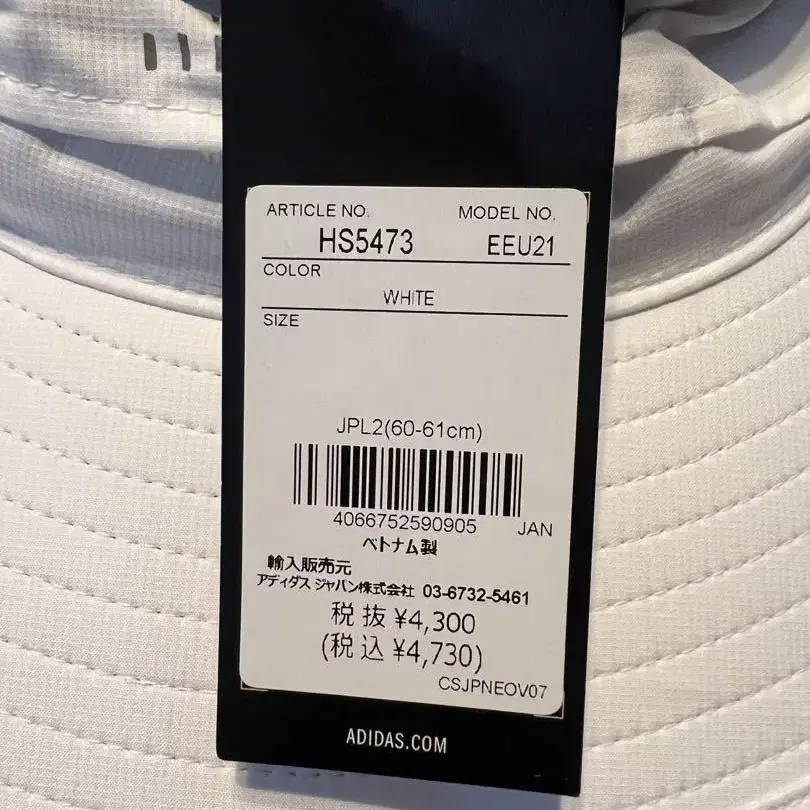 ARTICLE NO. MODEL NO.
HS5473 EEU21
COLOR
WHITE
SIZE
JPL2(60-61cm)
4066752590905 JAN
ベトナム製
輸入販売元
アディダス ジャパン株式会社 03-6732-5461
税抜 ¥4,300
(税込 ¥4,730)
CSJPNEOV07
ADIDAS.COM